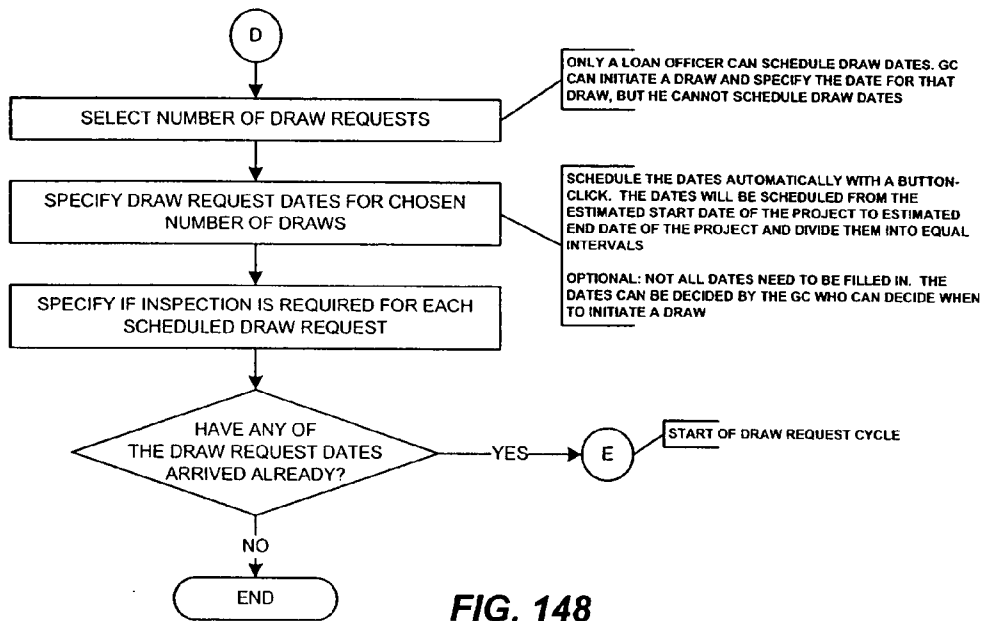 D
ONLY A LOAN OFFICER CAN SCHEDULE DRAW DATES. GC
CAN INITIATE A DRAW AND SPECIFY THE DATE FOR THAT
DRAW, BUT HE CANNOT SCHEDULE DRAW DATES
SELECT NUMBER OF DRAW REQUESTS
SPECIFY DRAW REQUEST DATES FOR CHOSEN
NUMBER OF DRAWS
SCHEDULE THE DATES AUTOMATICALLY WITH A BUTTON-
CLICK. THE DATES WILL BE SCHEDULED FROM THE
ESTIMATED START DATE OF THE PROJECT TO ESTIMATED
END DATE OF THE PROJECT AND DIVIDE THEM INTO EQUAL
INTERVALS
OPTIONAL: NOT ALL DATES NEED TO BE FILLED IN. THE
DATES CAN BE DECIDED BY THE GC WHO CAN DECIDE WHEN
TO INITIATE A DRAW
SPECIFY IF INSPECTION IS REQUIRED FOR EACH
SCHEDULED DRAW REQUEST
HAVE ANY OF
THE DRAW REQUEST DATES
ARRIVED ALREADY?
YES
E
START OF DRAW REQUEST CYCLE
NO
END
FIG. 148